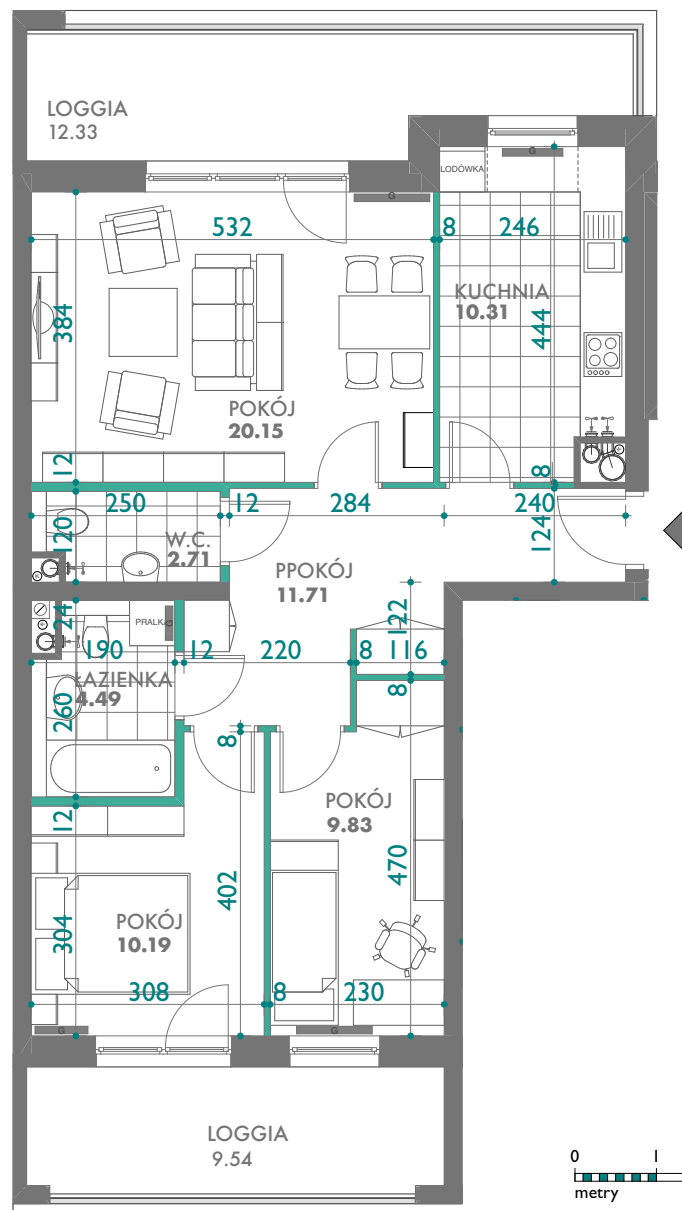 LOGGIA
12.33
G
LODÓWKA
G
532
8
246
KUCHNIA
10.31
384
444
POKÓJ
20.15
12
8
250
12
284
240
120
W.C.
2.71
124
PPOKÓJ
11.71
24
122
PRALKA
G
190
12
220
8
116
ŁAZIENKA
4.49
260
8
8
POKÓJ
9.83
12
402
470
POKÓJ
10.19
304
308
8
230
G
G
LOGGIA
9.54
0
1
metry